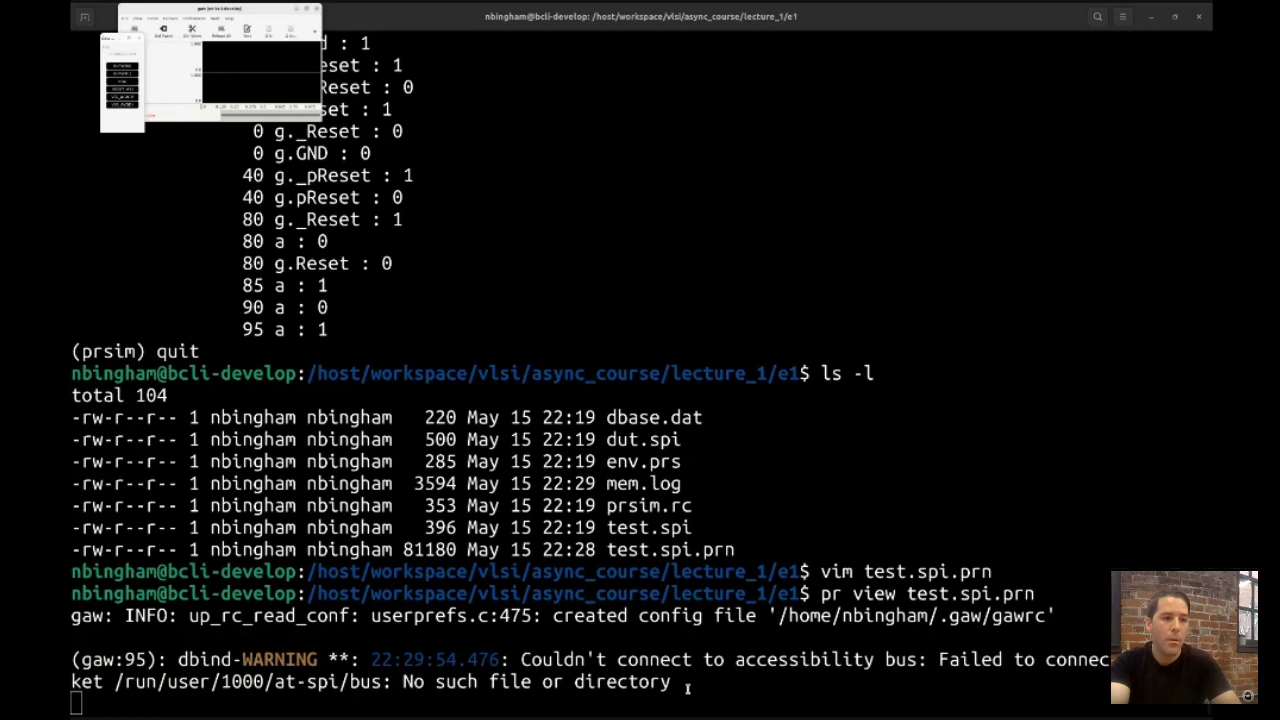 nbingham@bcli-develop: /host/workspace/vlsi/async_course/lecture_1/e1
d : 1
eset : 1
Reset : 0
set : 1
0 g._Reset : 0
0 g.GND : 0
40 g._pReset : 1
40 g.pReset : 0
80 g._Reset : 1
80 a : 0
80 g.Reset : 0
85 a : 1
90 a : 0
95 a : 1
(prsim) quit
nbingham@bcli-develop:/host/workspace/vlsi/async_course/lecture_1/e1$ ls -l
total 104
-rw-r--r-- 1 nbingham nbingham 220 May 15 22:19 dbase.dat
-rw-r--r-- 1 nbingham nbingham 500 May 15 22:19 dut.spi
-rw-r--r-- 1 nbingham nbingham 285 May 15 22:19 env.prs
-rw-r--r-- 1 nbingham nbingham 3594 May 15 22:29 mem.log
-rw-r--r-- 1 nbingham nbingham 353 May 15 22:19 prsim.rc
-rw-r--r-- 1 nbingham nbingham 396 May 15 22:19 test.spi
-rw-r--r-- 1 nbingham nbingham 81180 May 15 22:28 test.spi.prn
nbingham@bcli-develop:/host/workspace/vlsi/async_course/lecture_1/e1$ vim test.spi.prn
nbingham@bcli-develop:/host/workspace/vlsi/async_course/lecture_1/e1$ pr view test.spi.prn
gaw: INFO: up_rc_read_conf: userprefs.c:475: created config file '/home/nbingham/.gaw/gawrc'
(gaw:95): dbind-WARNING **: 22:29:54.476: Couldn't connect to accessibility bus: Failed to connec
ket /run/user/1000/at-spi/bus: No such file or directory